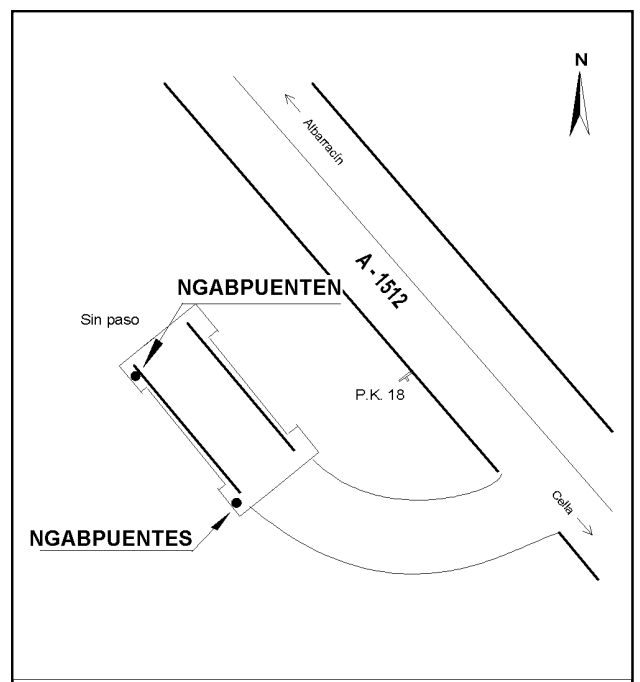 N
Albarracín
A - 1512
NGABPUENTEN
Sin paso
P.K. 18
Cella
NGABPUENTES